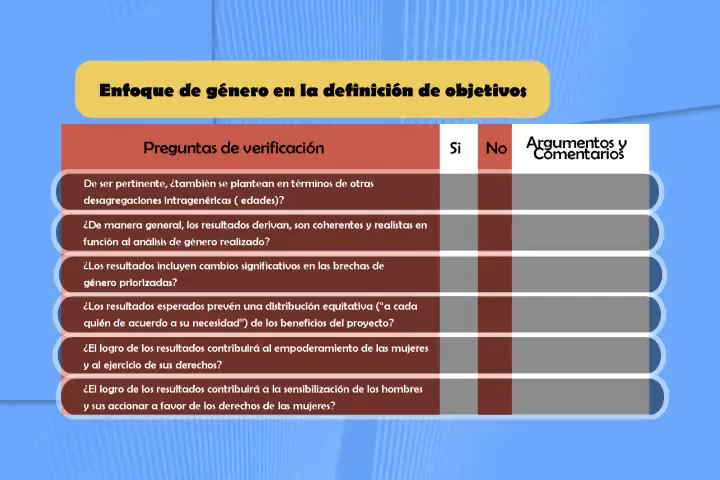 Enfoque de género en la definición de objetivo:
Preguntas de verificación
Si
No
Argumentos y
Comentarios
De ser pertinente, ¿también se plantean en términos de otras
desagregaciones intragenéricas ( edades)?
¿De manera general, los resultados derivan, son coherentes y realistas en
función al análisis de género realizado?
¿Los resultados incluyen cambios significativos en las brechas de
género priorizadas?
¿Los resultados esperados prevén una distribución equitativa ("a cada
quién de acuerdo a su necesidad") de los beneficios del proyecto?
¿El logro de los resultados contribuirá al empoderamiento de las mujeres
y al ejercicio de sus derechos?
¿El logro de los resultados contribuirá a la sensibilización de los hombres
y sus accionar a favor de los derechos de las mujeres?